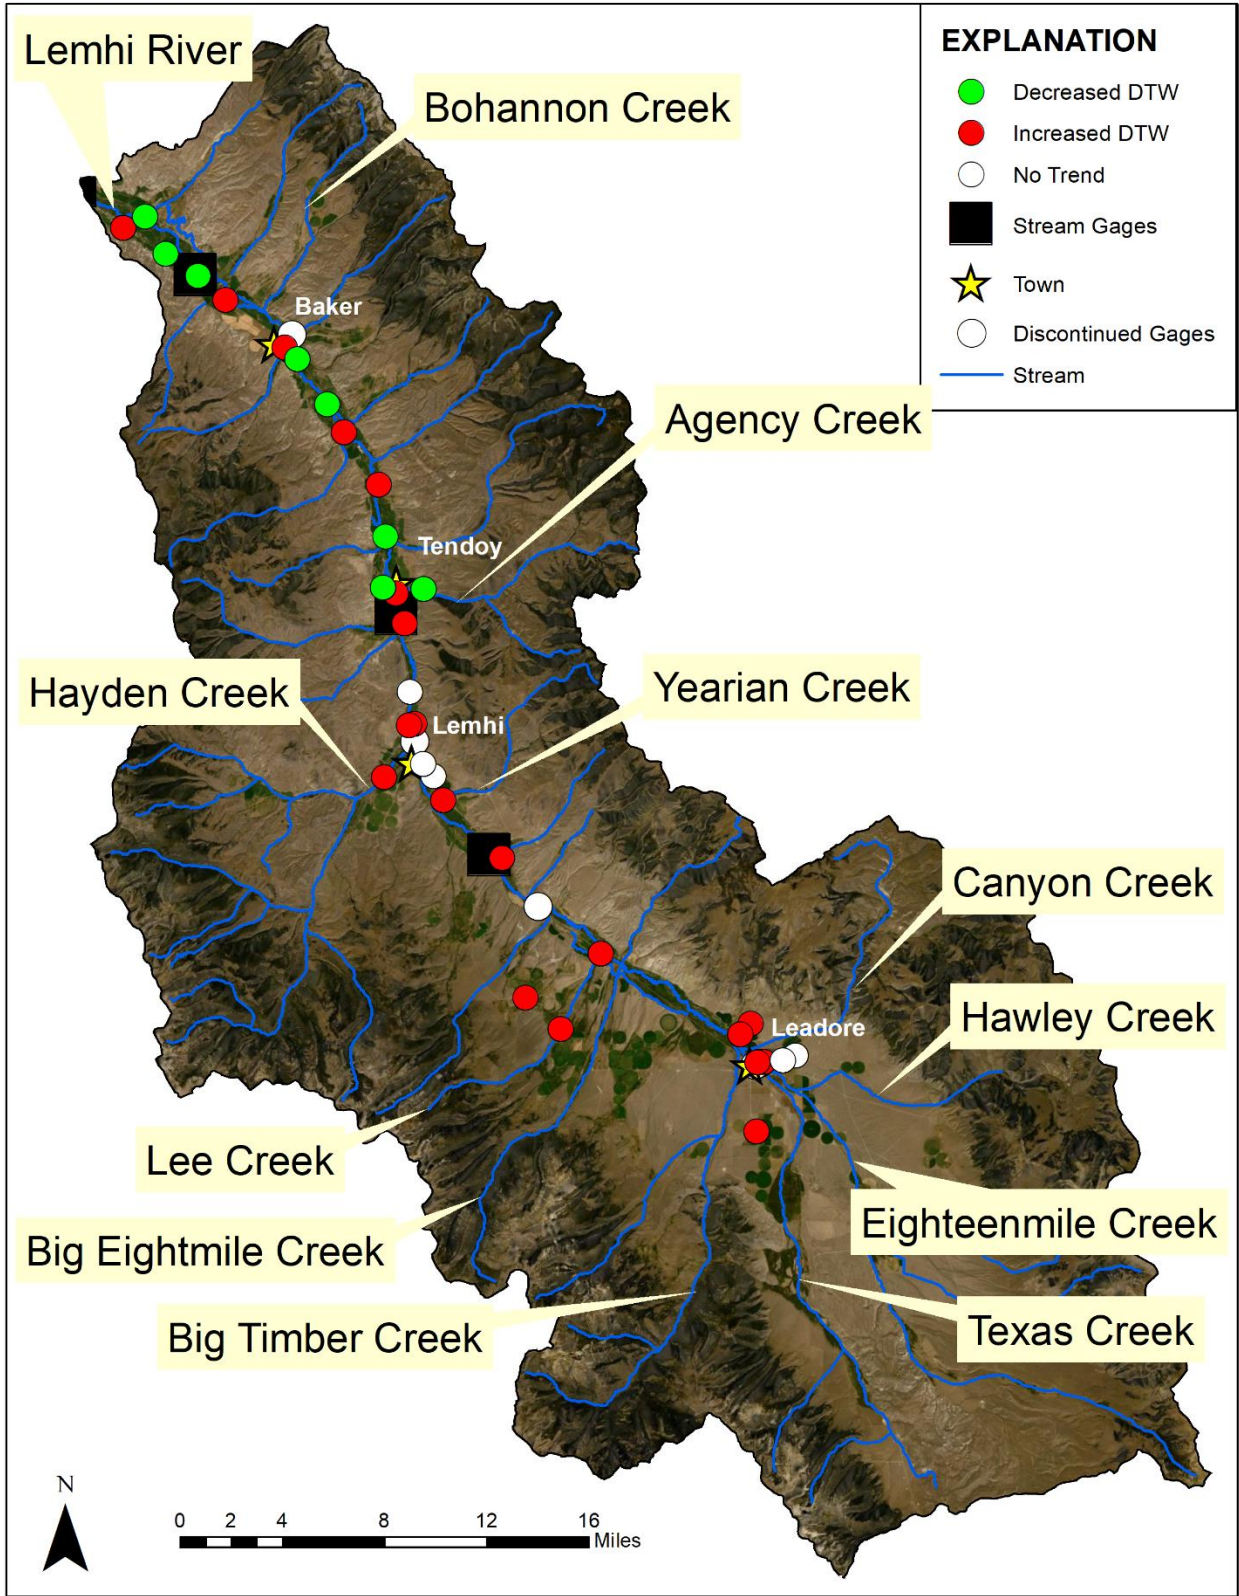 Lemhi River
Bohannon Creek
EXPLANATION
Decreased DTW
Increased DTW
No Trend
Stream Gages
Town
Discontinued Gages
Stream
Baker
Agency Creek
Tendoy
Hayden Creek
Yearian Creek
Lemhi
Canyon Creek
Hawley Creek
Leadore
Lee Creek
Eighteenmile Creek
Big Eightmile Creek
Big Timber Creek
Texas Creek
N
0 2 4 8 12 16
Miles